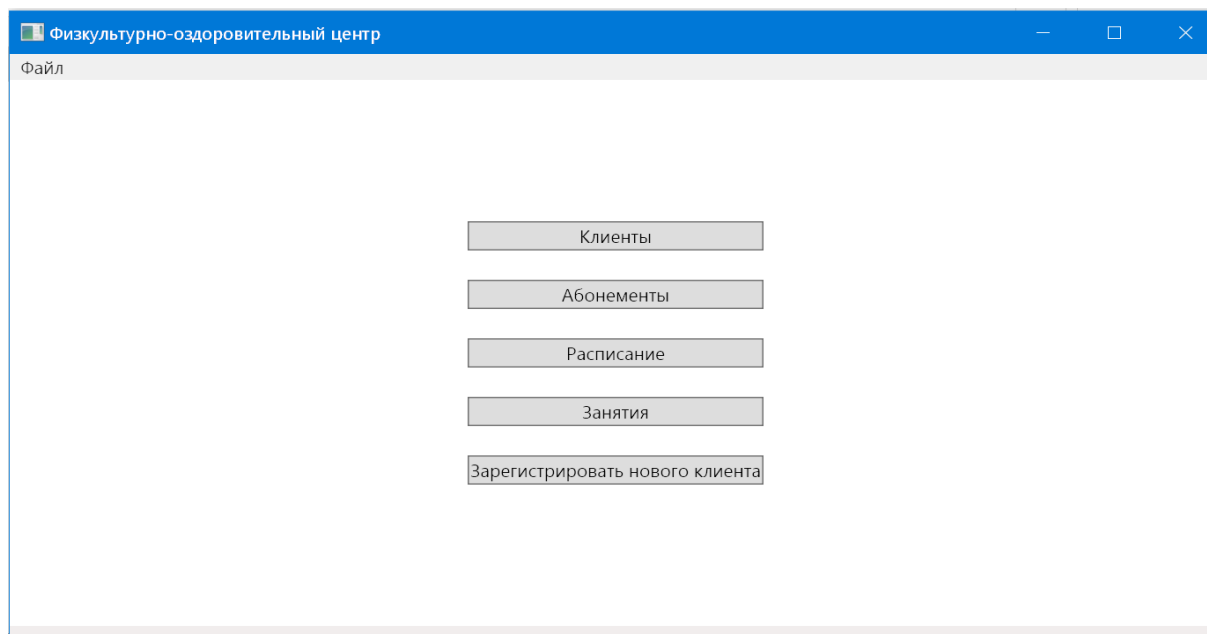 Физкультурно-оздоровительный центр
Файл
Клиенты
Абонементы
Расписание
Занятия
Зарегистрировать нового клиента